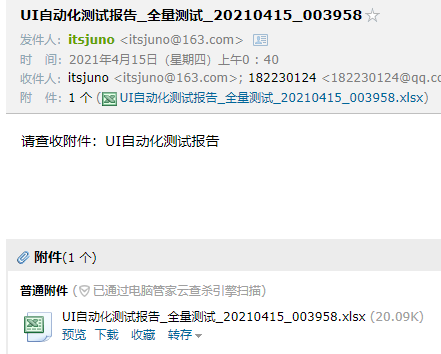 UI自动化测试报告_全量测试_20210415_003958
发件人：itsjuno <itsjuno@163.com>
时　间：2021年4月15日（星期四）上午0：40
收件人：itsjuno <itsjuno@163.com>；182230124 <182230124@qq.co
附　件：1 个 (UI自动化测试报告_全量测试_20210415_003958.xlsx)
请查收附件：UI自动化测试报告
附件(1 个)
普通附件 (已通过电脑管家云查杀引擎扫描)
UI自动化测试报告_全量测试_20210415_003958.xlsx (20.09K)
预览 下载 收藏 转存